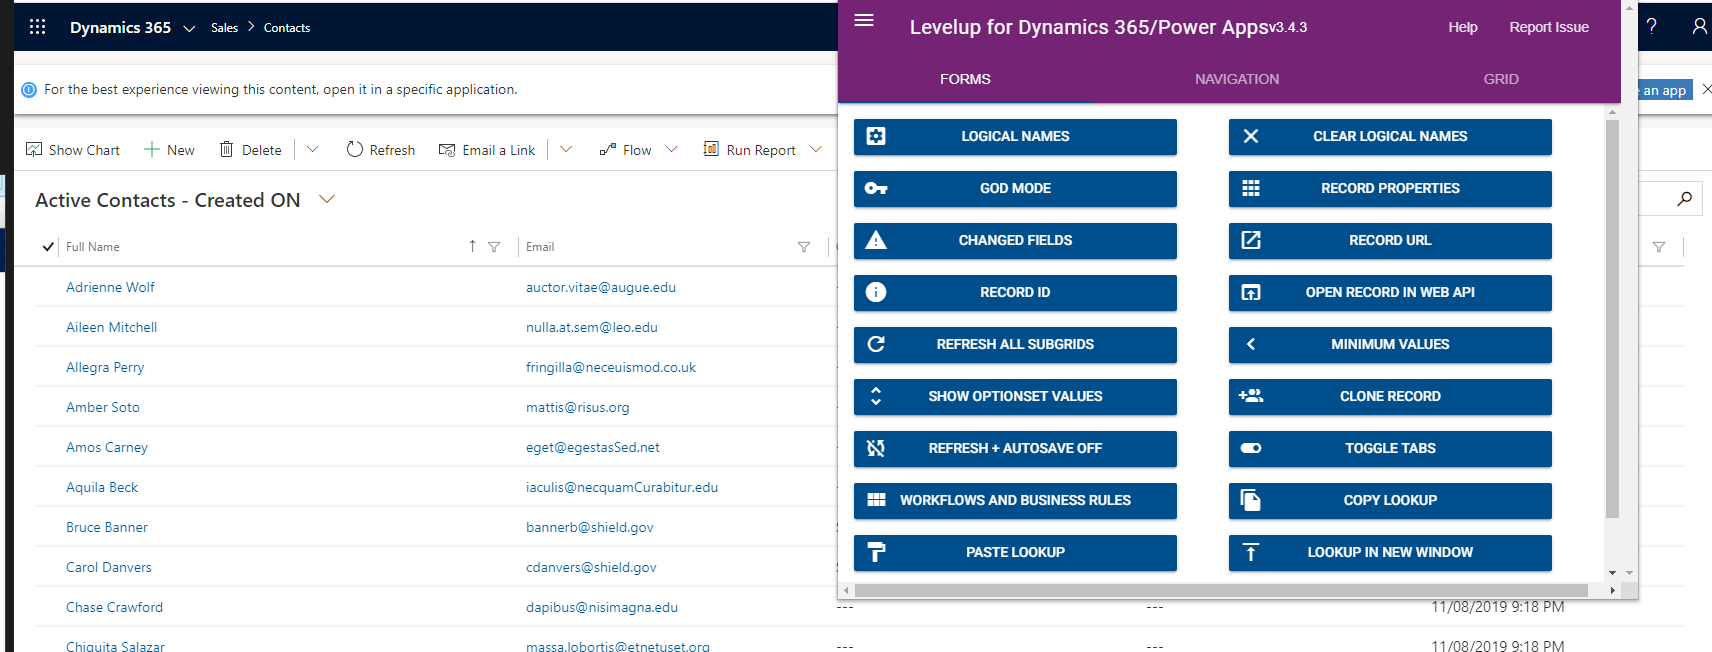 Dynamics 365 Sales > Contacts
Levelup for Dynamics 365/Power Apps v3.4.3 Help Report Issue ?
FORMS NAVIGATION GRID
For the best experience viewing this content, open it in a specific application.
an app
Show Chart New Delete Refresh Email a Link Flow Run Report
Active Contacts - Created ON
Full Name Email
Adrienne Wolf auctor.vitae@augue.edu
Aileen Mitchell nulla.at.sem@leo.edu
Allegra Perry fringilla@neceuismod.co.uk
Amber Soto mattis@risus.org
Amos Carney eget@egestasSed.net
Aquila Beck iaculis@necquamCurabitur.edu
Bruce Banner bannerb@shield.gov
Carol Danvers cdanvers@shield.gov
Chase Crawford dapibus@nisimagna.edu --- --- 11/08/2019 9:18 PM
Chiquita Salazar massa.lobortis@etnetuset.org --- --- 11/08/2019 9:18 PM
LOGICAL NAMES CLEAR LOGICAL NAMES
GOD MODE RECORD PROPERTIES
CHANGED FIELDS RECORD URL
RECORD ID OPEN RECORD IN WEB API
REFRESH ALL SUBGRIDS MINIMUM VALUES
SHOW OPTIONSET VALUES CLONE RECORD
REFRESH + AUTOSAVE OFF TOGGLE TABS
WORKFLOWS AND BUSINESS RULES COPY LOOKUP
PASTE LOOKUP LOOKUP IN NEW WINDOW